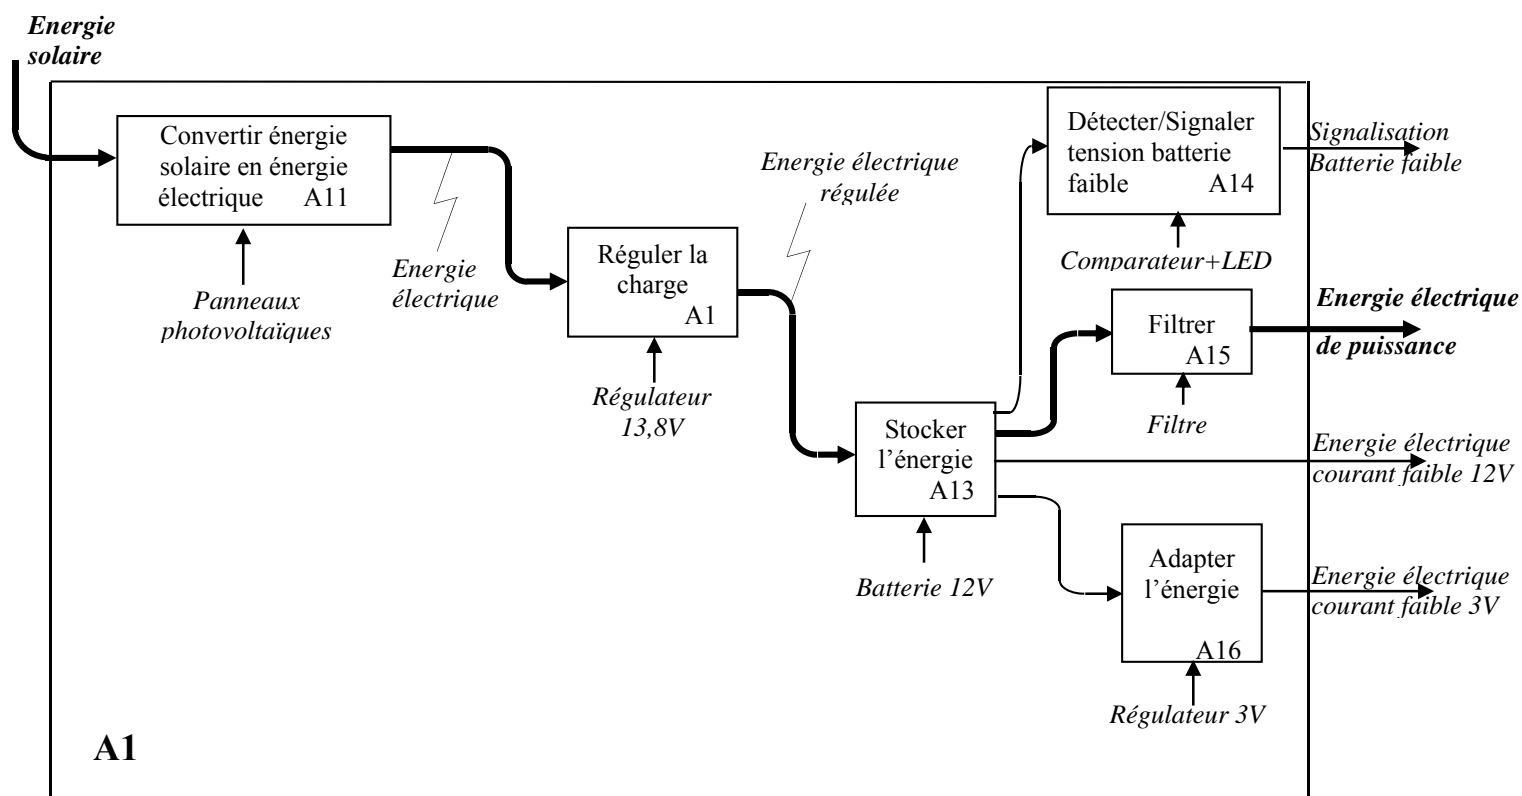 Energie
solaire
Convertir énergie
solaire en énergie
électrique A11
Panneaux
photovoltaïques
Energie
électrique
Réguler la
charge
A1
Régulateur
13,8V
Energie électrique
régulée
Stocker
l’énergie
A13
Batterie 12V
Détecter/Signaler
tension batterie
faible A14
Comparateur+LED
Signalisation
Batterie faible
Filtrer
A15
Filtre
Energie électrique
de puissance
Energie électrique
courant faible 12V
Adapter
l’énergie
A16
Régulateur 3V
Energie électrique
courant faible 3V
A1